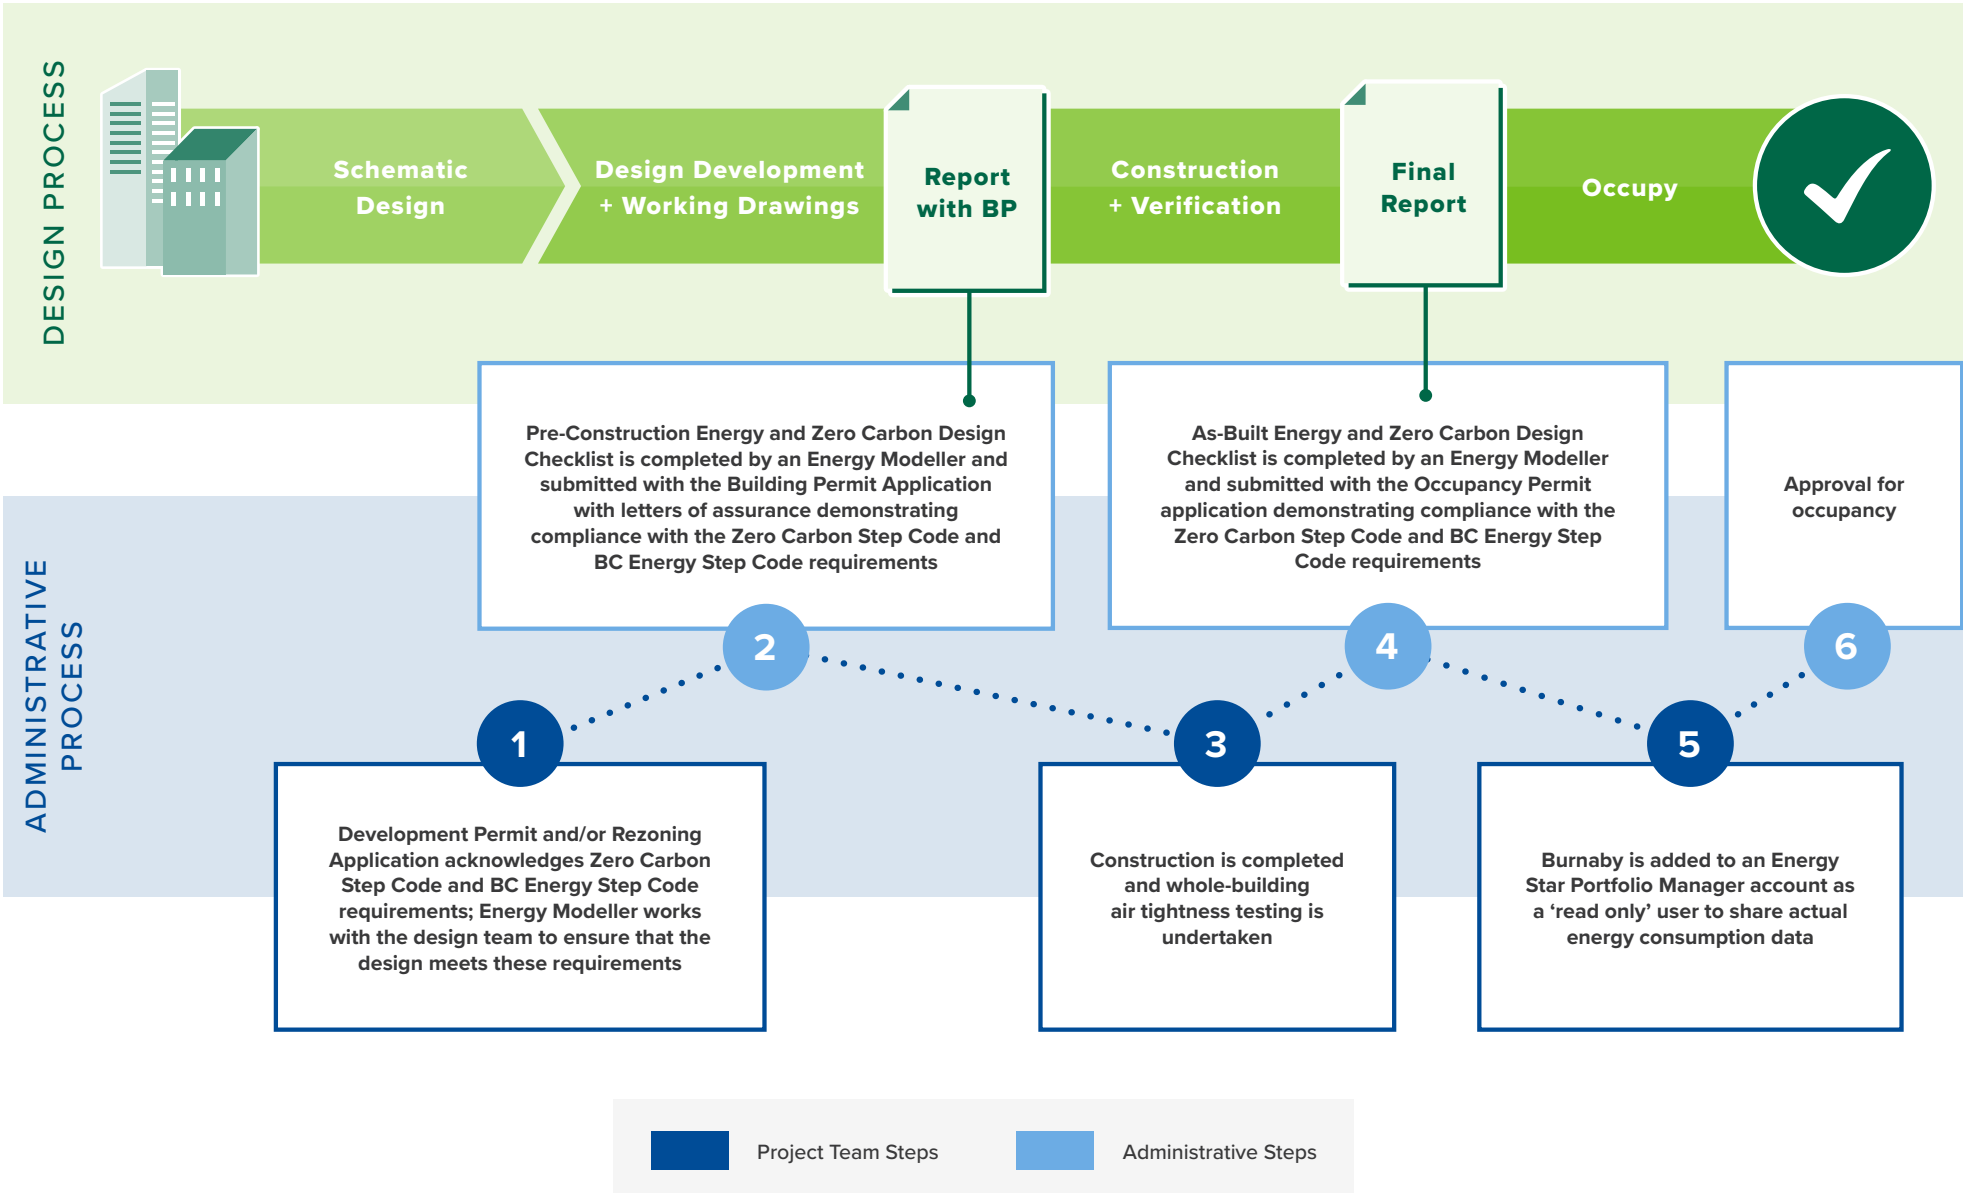 DESIGN PROCESS
Schematic
Design
Design Development
+ Working Drawings
Report
with BP
Construction
+ Verification
Final
Report
Occupy
Pre-Construction Energy and Zero Carbon Design
Checklist is completed by an Energy Modeller and
submitted with the Building Permit Application
with letters of assurance demonstrating
compliance with the Zero Carbon Step Code and
BC Energy Step Code requirements
As-Built Energy and Zero Carbon Design
Checklist is completed by an Energy Modeller
and submitted with the Occupancy Permit
application demonstrating compliance with the
Zero Carbon Step Code and BC Energy Step
Code requirements
Approval for
occupancy
ADMINISTRATIVE
PROCESS
2
4
6
1
3
5
Development Permit and/or Rezoning
Application acknowledges Zero Carbon
Step Code and BC Energy Step Code
requirements; Energy Modeller works
with the design team to ensure that the
design meets these requirements
Construction is completed
and whole-building
air tightness testing is
undertaken
Burnaby is added to an Energy
Star Portfolio Manager account as
a ‘read only’ user to share actual
energy consumption data
Project Team Steps
Administrative Steps